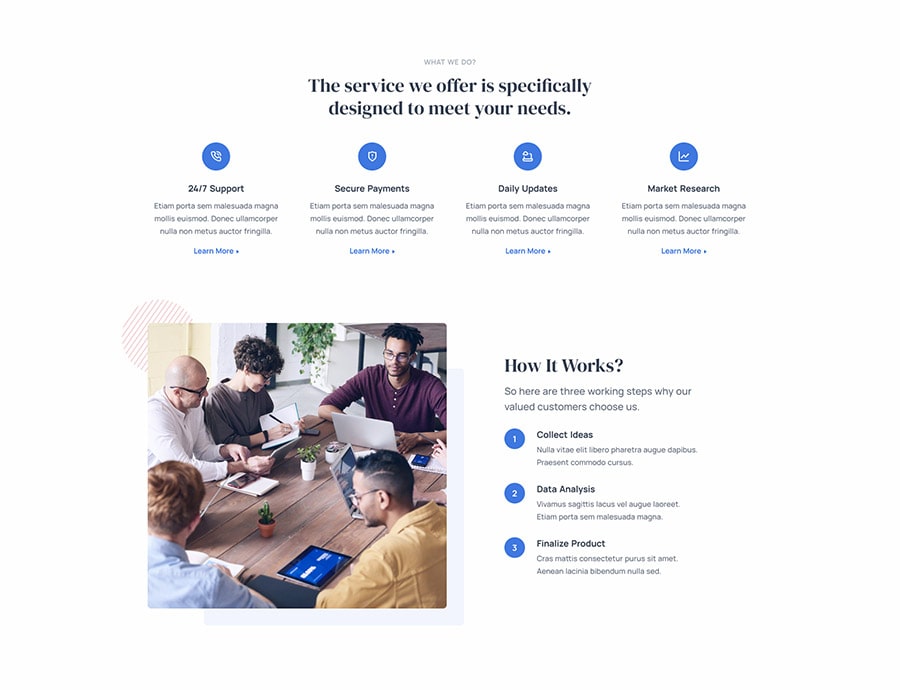 WHAT WE DO?
The service we offer is specifically
designed to meet your needs.
24/7 Support
Etiam porta sem malesuada magna
mollis euismod. Donec ullamcorper
nulla non metus auctor fringilla.
Learn More
Secure Payments
Etiam porta sem malesuada magna
mollis euismod. Donec ullamcorper
nulla non metus auctor fringilla.
Learn More
Daily Updates
Etiam porta sem malesuada magna
mollis euismod. Donec ullamcorper
nulla non metus auctor fringilla.
Learn More
Market Research
Etiam porta sem malesuada magna
mollis euismod. Donec ullamcorper
nulla non metus auctor fringilla.
Learn More
How It Works?
So here are three working steps why our
valued customers choose us.
1
Collect Ideas
Nulla vitae elit libero pharetra augue dapibus.
Praesent commodo cursus.
2
Data Analysis
Vivamus sagittis lacus vel augue laoreet.
Etiam porta sem malesuada magna.
3
Finalize Product
Cras mattis consectetur purus sit amet.
Aenean lacinia bibendum nulla sed.